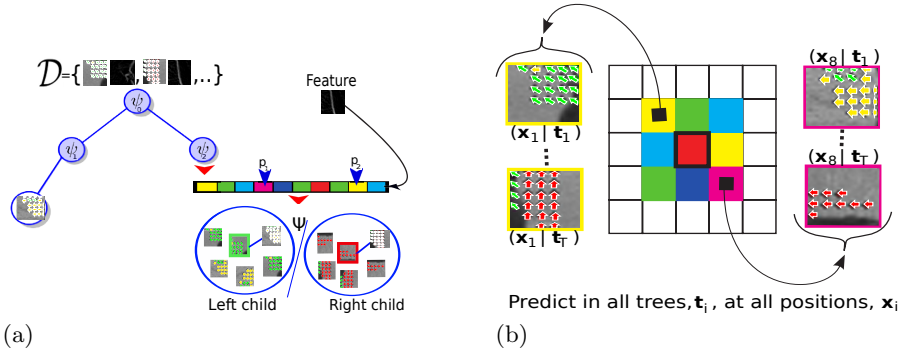 𝒟={ , , ,..}
Feature
ψ0
ψ1
ψ2
p1
p2
Ψ
Left child
Right child
(a)
(x1| t1)
(x1| tT)
(x8| t1)
(x8| tT)
Predict in all trees,ti, at all positions, xi
(b)